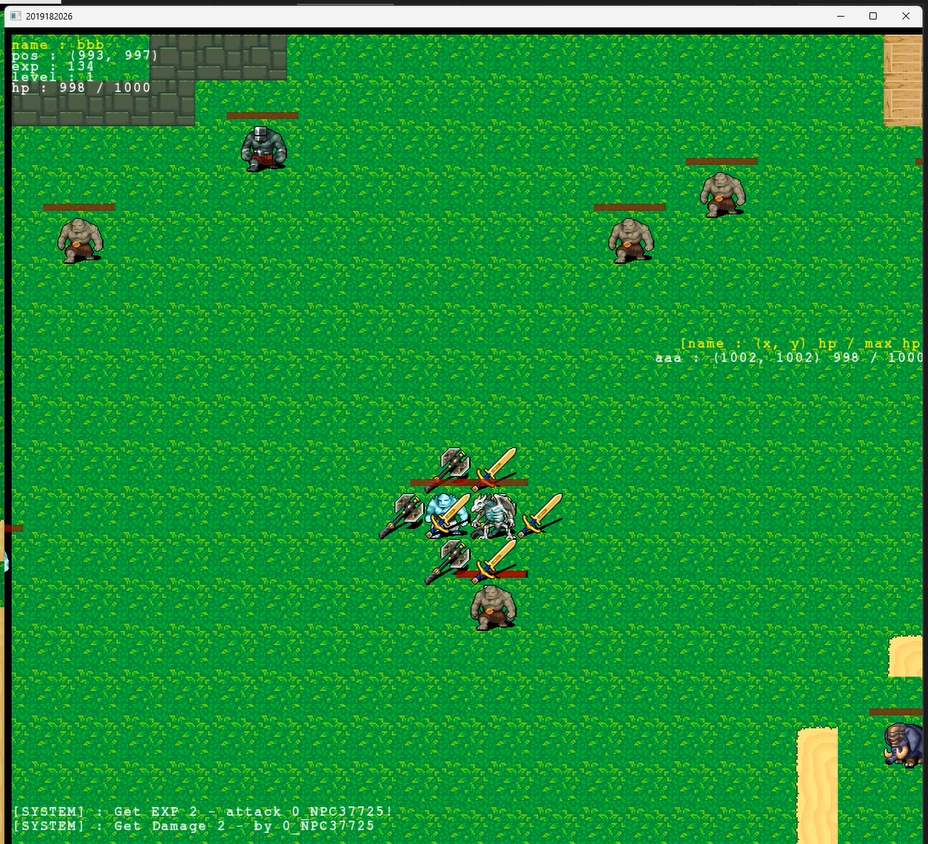 2019182026
name : bbb
pos : (993, 997)
exp : 134
level : 1
hp : 998 / 1000
[name : (x, y) hp / max hp
aaa : (1002, 1002) 998 / 1000
[SYSTEM] : Get EXP 2 - attack 0_NPC37725!
[SYSTEM] : Get Damage 2 - by 0_NPC37725